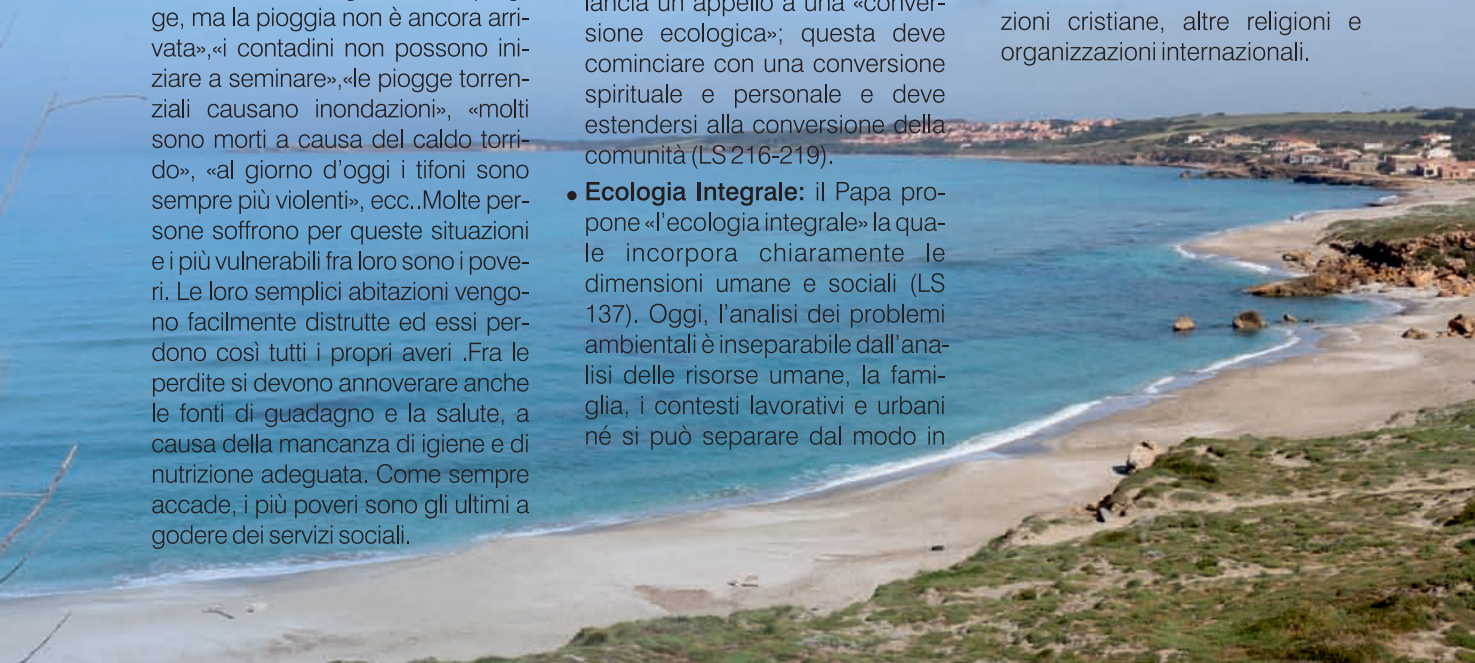 ge, ma la pioggia non è ancora arri-
vata»,«i contadini non possono ini-
ziare a seminare»,«le piogge torren-
ziali causano inondazioni», «molti
sono morti a causa del caldo torri-
do», «al giorno d'oggi i tifoni sono
sempre più violenti», ecc..Molte per-
sone soffrono per queste situazioni
e i più vulnerabili fra loro sono i pove-
ri. Le loro semplici abitazioni vengo-
no facilmente distrutte ed essi per-
dono così tutti i propri averi .Fra le
perdite si devono annoverare anche
le fonti di guadagno e la salute, a
causa della mancanza di igiene e di
nutrizione adeguata. Come sempre
accade, i più poveri sono gli ultimi a
godere dei servizi sociali.
lancia un appello a una «conver-
sione ecologica»; questa deve
cominciare con una conversione
spirituale e personale e deve
estendersi alla conversione della
comunità (LS 216-219).
• Ecologia Integrale: il Papa pro-
pone «l'ecologia integrale» la qua-
le incorpora chiaramente le
dimensioni umane e sociali (LS
137). Oggi, l'analisi dei problemi
ambientali è inseparabile dall'ana-
lisi delle risorse umane, la fami-
glia, i contesti lavorativi e urbani
né si può separare dal modo in
zioni cristiane, altre religioni e
organizzazioni internazionali.